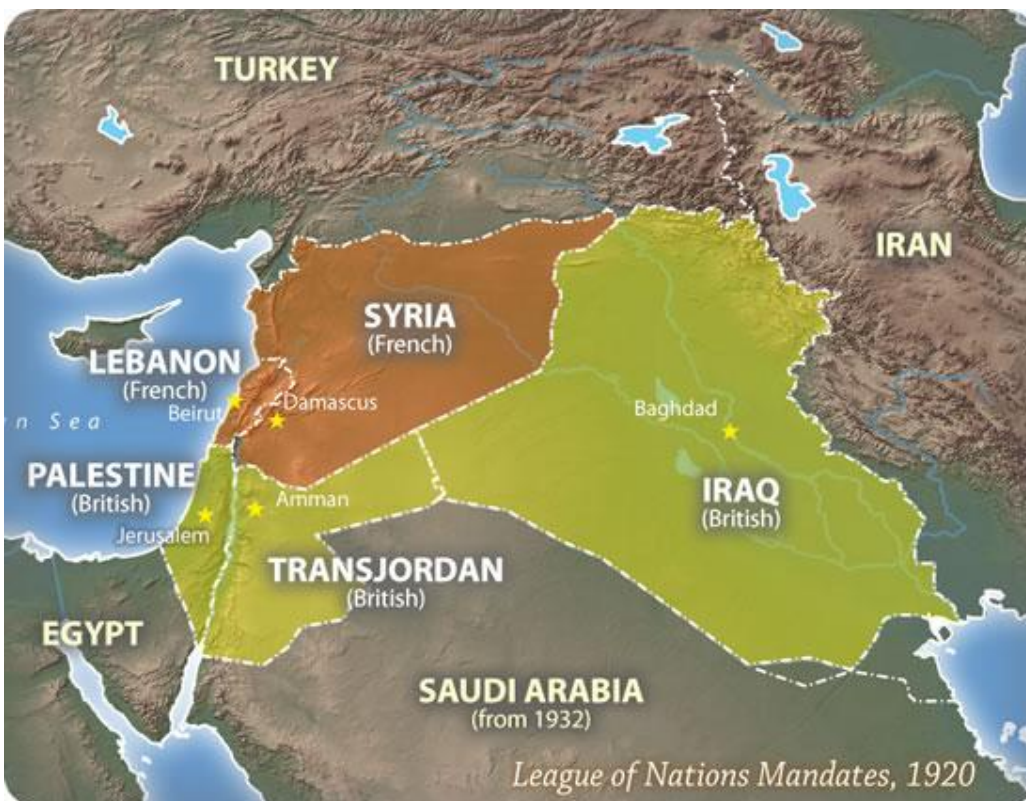 TURKEY
IRAN
SYRIA
(French)
LEBANON
(French)
Beirut
Damascus
n Sea
Baghdad
PALESTINE
(British)
Amman
IRAQ
(British)
Jerusalem
TRANSJORDAN
(British)
EGYPT
SAUDI ARABIA
(from 1932)
League of Nations Mandates, 1920